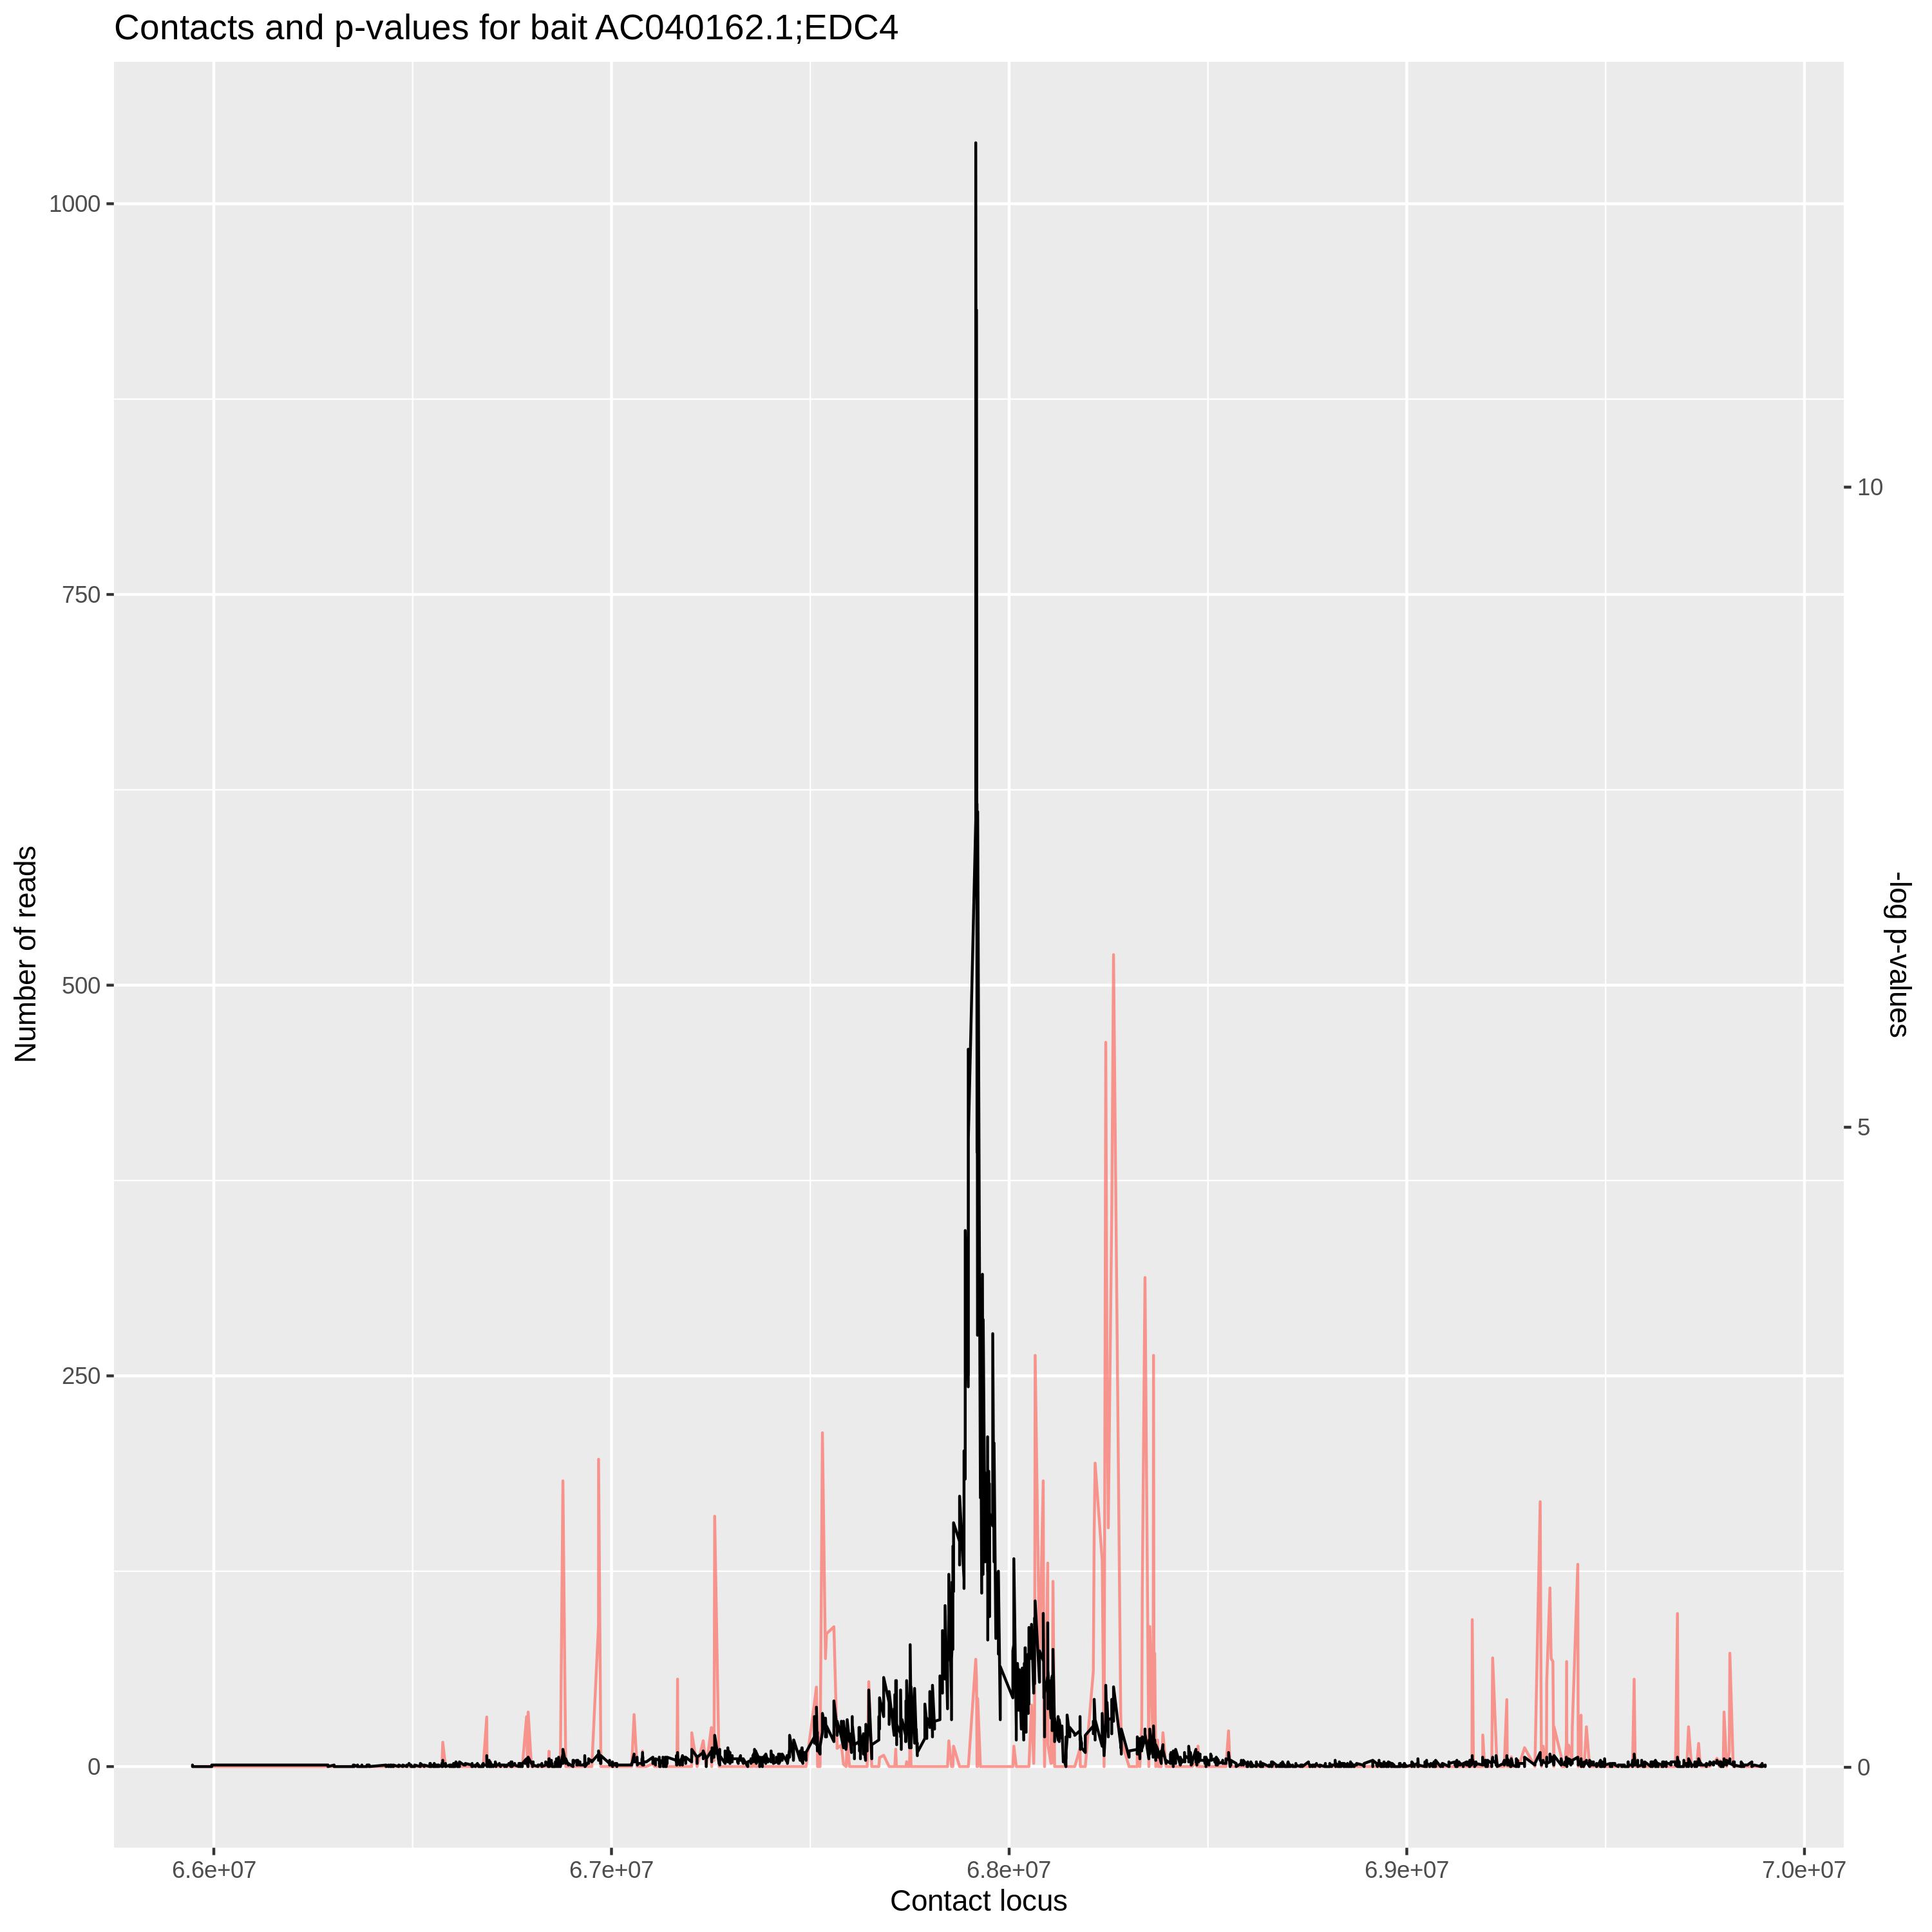 Contacts and p-values for bait AC040162.1;EDC4
1000
750
500
250
0
Number of reads
10
5
0
-log p-values
6.6e+07
6.7e+07
6.8e+07
6.9e+07
7.0e+07
Contact locus